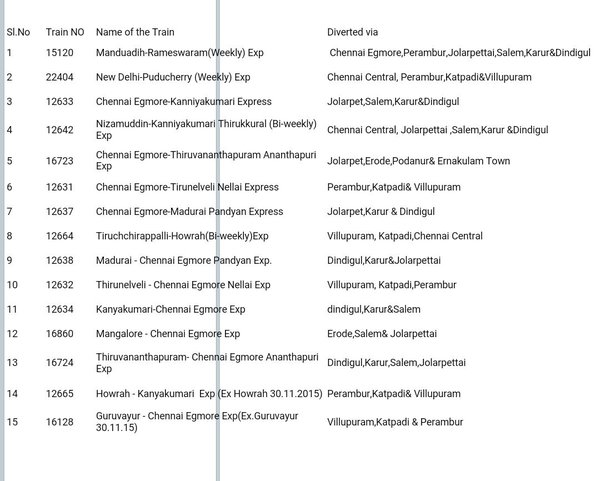 Sl.No Train NO Name of the Train Diverted via
1 15120 Manduadih-Rameswaram(Weekly) Exp Chennai Egmore,Perambur,Jolarpettai,Salem,Karur&Dindigul
2 22404 New Delhi-Puducherry (Weekly) Exp Chennai Central, Perambur,Katpadi&Villupuram
3 12633 Chennai Egmore-Kanniyakumari Express Jolarpet,Salem,Karur&Dindigul
4 12642 Nizamuddin-Kanniyakumari Thirukkural (Bi-weekly) Chennai Central, Jolarpettai ,Salem,Karur &Dindigul
Exp
5 16723 Chennai Egmore-Thiruvananthapuram Ananthapuri Jolarpet,Erode,Podanur& Ernakulam Town
Exp
6 12631 Chennai Egmore-Tirunelveli Nellai Express Perambur,Katpadi& Villupuram
7 12637 Chennai Egmore-Madurai Pandyan Express Jolarpet,Karur & Dindigul
8 12664 Tiruchchirappalli-Howrah(Bi-weekly)Exp Villupuram, Katpadi,Chennai Central
9 12638 Madurai - Chennai Egmore Pandyan Exp. Dindigul,Karur&Jolarpettai
10 12632 Thirunelveli - Chennai Egmore Nellai Exp Villupuram, Katpadi,Perambur
11 12634 Kanyakumari-Chennai Egmore Exp dindigul,Karur&Salem
12 16860 Mangalore - Chennai Egmore Exp Erode,Salem& Jolarpettai
13 16724 Thiruvananthapuram- Chennai Egmore Ananthapuri Dindigul,Karur,Salem,Jolarpettai
Exp
14 12665 Howrah - Kanyakumari Exp (Ex Howrah 30.11.2015) Perambur,Katpadi& Villupuram
15 16128 Guruvayur - Chennai Egmore Exp(Ex.Guruvayur Villupuram,Katpadi & Perambur
30.11.15)